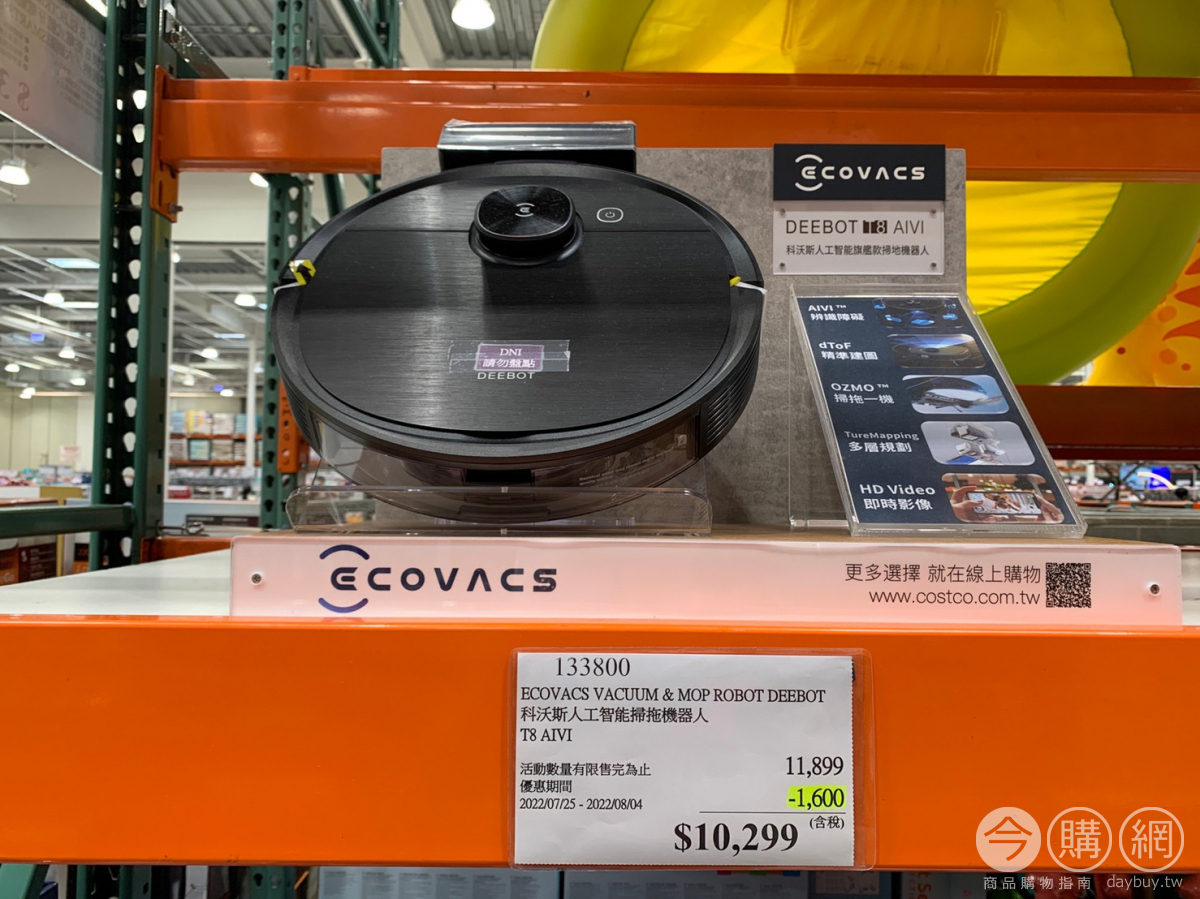 ECOVACS
DEEBOT T8 AIVI
科沃斯人工智能旗艦款掃地機器人
AIVI™
辨識障礙
dToF
精準建圖
OZMO™
掃拖一機
TureMapping
多層規劃
HD Video
即時影像
DNI
請勿盤點
DEEBOT
ECOVACS
更多選擇 就在線上購物
www.costco.com.tw
133800
ECOVACS VACUUM & MOP ROBOT DEEBOT
科沃斯人工智能掃拖機器人
T8 AIVI
活動數量有限售完為止
11,899
優惠期間
-1,600
2022/07/25 - 2022/08/04
(含稅)
$10,299
今購網
商品購物指南 daybuy.tw